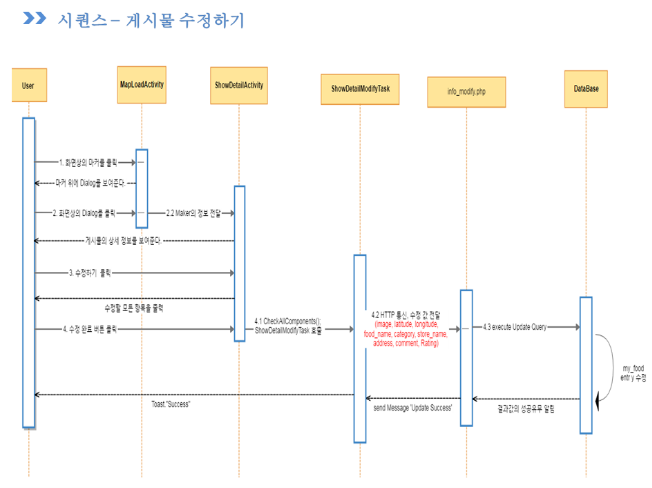 시퀀스 – 게시물 수정하기
User
MapLoadActivity
ShowDetailActivity
ShowDetailModifyTask
info_modify.php
DataBase
1. 화면상의 마커를 클릭
마커 위에 Dialog을 보여준다.
2. 화면상의 Dialog를 클릭
2.2 Maker의 정보 전달
게시물의 상세 정보를 보여준다.
3. 수정하기 클릭
수정할 모든 항목을 출력
4. 수정 완료 버튼 클릭
4.1 CheckAllComponents();
ShowDetailModifyTask 호출
4.2 HTTP 통신, 수정 값 전달
(image, latitude, longitude,
food_name, category, store_name,
address, comment, Rating)
4.3 execute Update Query
my_food
entry 수정
결과값의 성공유무 알림
send Message 'Update Success'
Toast."Success"